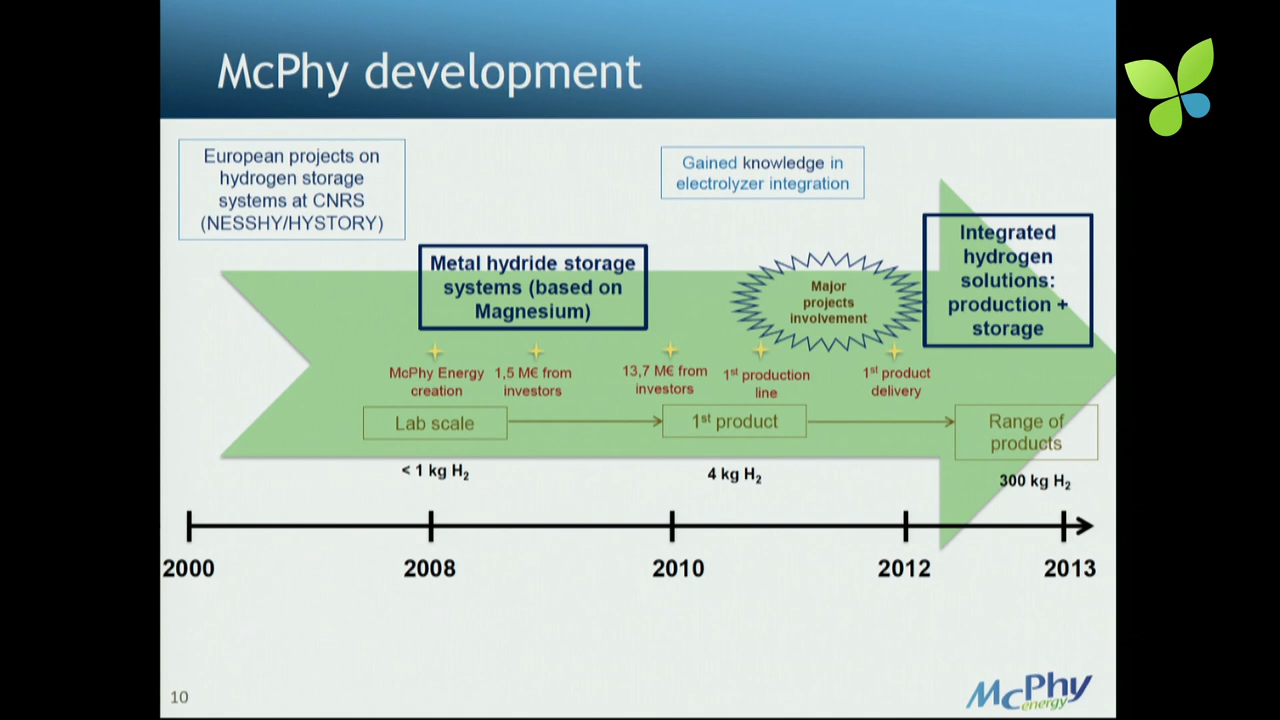 McPhy development
European projects on
hydrogen storage
systems at CNRS
(NESSHY/HYSTORY)
Gained knowledge in
electrolyzer integration
Metal hydride storage
systems (based on
Magnesium)
Major
projects
involvement
Integrated
hydrogen
solutions:
production +
storage
McPhy Energy
creation
1,5 M€ from
investors
13,7 M€ from
investors
1st production
line
1st product
delivery
Lab scale
1st product
Range of
products
< 1 kg H2
4 kg H2
300 kg H2
2000
2008
2010
2012
2013
10
McPhy
energy